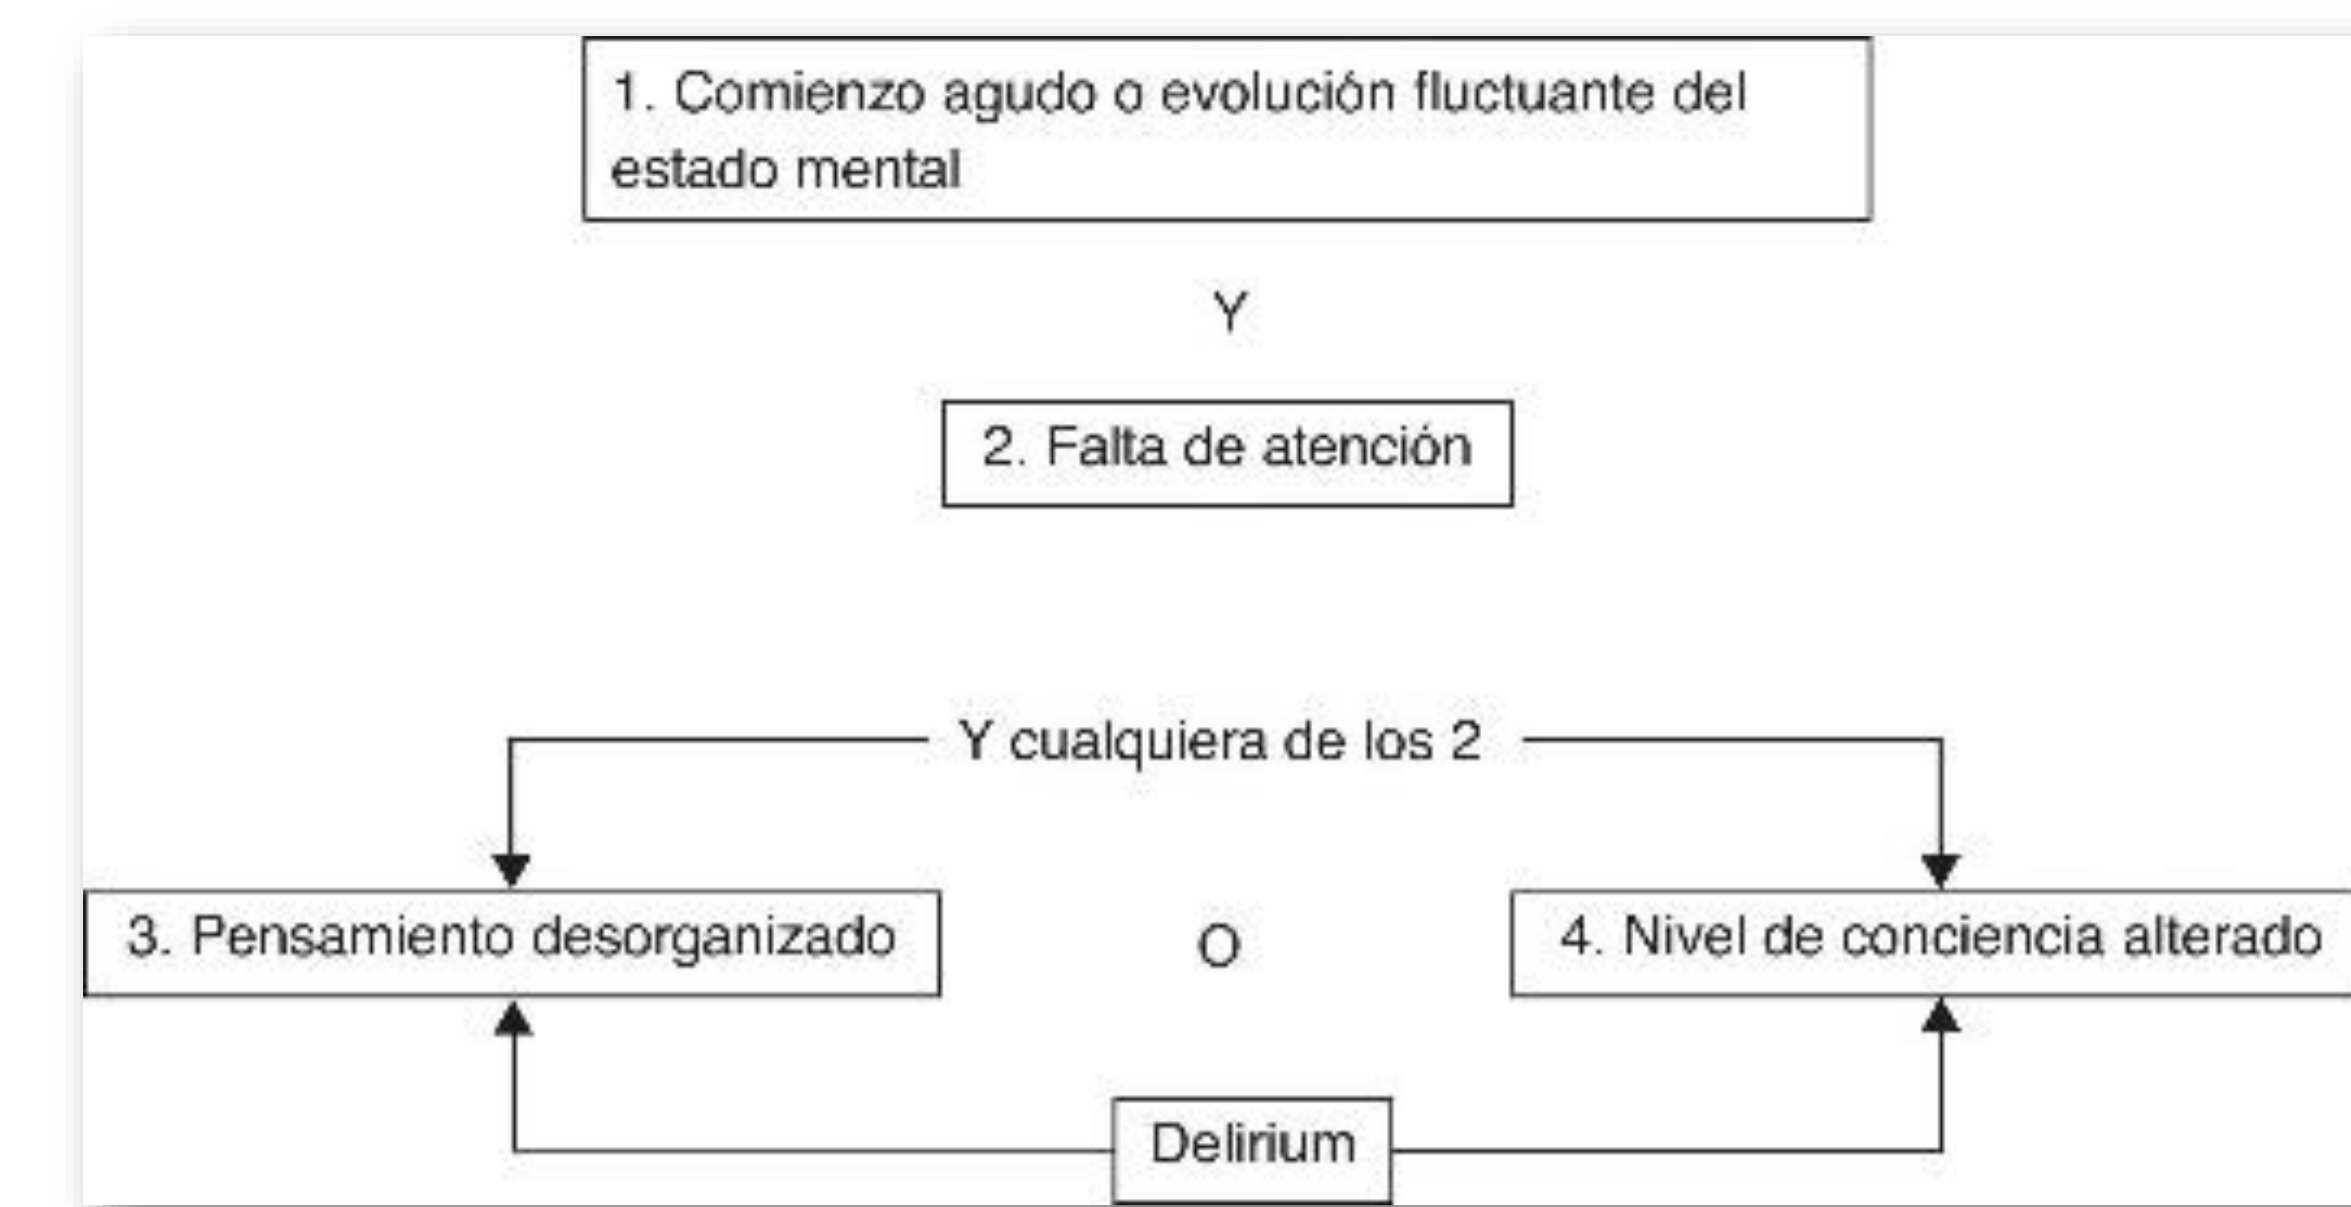 1. Comienzo agudo o evolución fluctuante del
estado mental
Y
2. Falta de atención
Y cualquiera de los 2
3. Pensamiento desorganizado
O
4. Nivel de conciencia alterado
Delirium